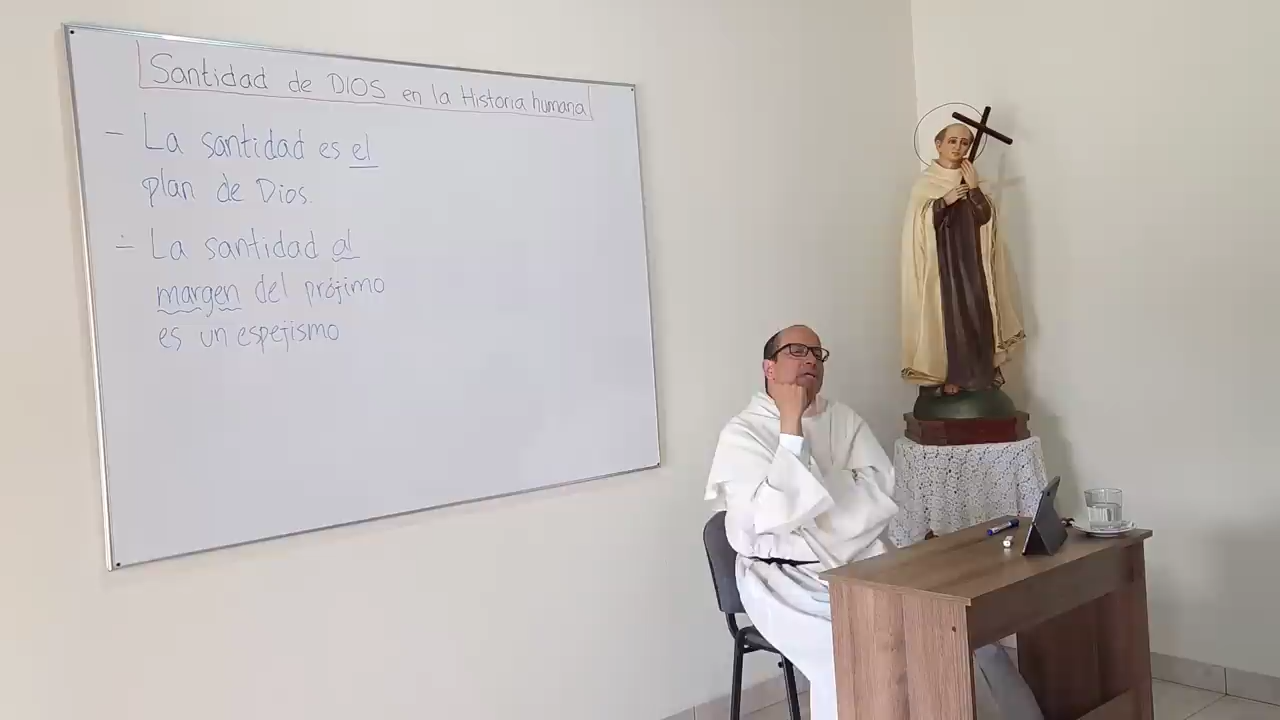 Santidad de DIOS en la Historia humana
- La santidad es el
plan de Dios.
- La santidad al
margen del prójimo
es un espejismo